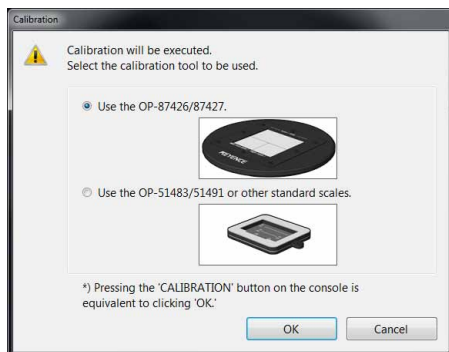 Calibration
Calibration will be executed.
Select the calibration tool to be used.
Use the OP-87426/87427.
KEYENCE
Use the OP-51483/51491 or other standard scales.
*) Pressing the 'CALIBRATION' button on the console is
equivalent to clicking 'OK.'
OK
Cancel